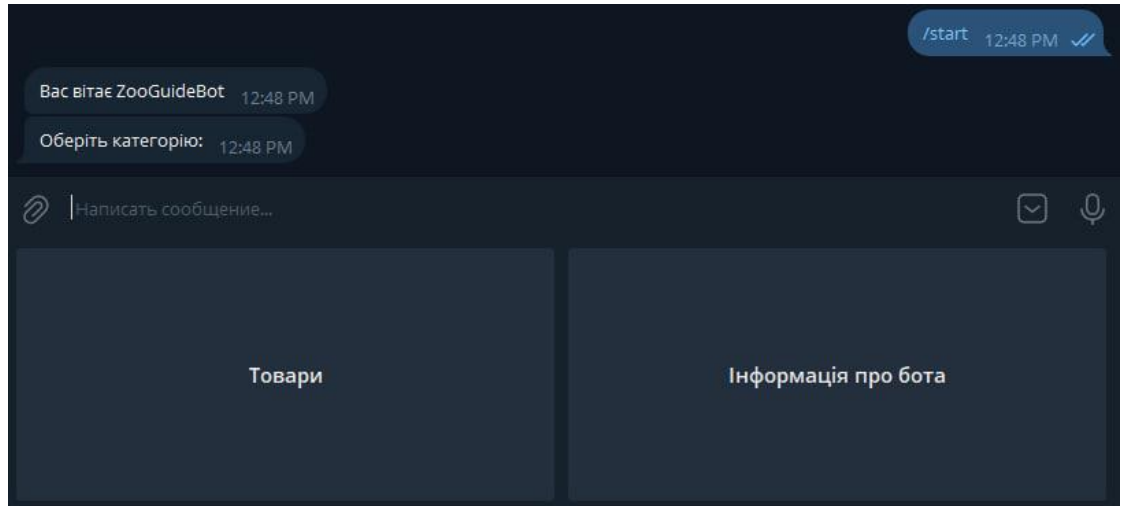 /start 12:48 PM
Вас вітає ZooGuideBot 12:48 PM
Оберіть категорію: 12:48 PM
Написать сообщение...
Товари
Інформація про бота